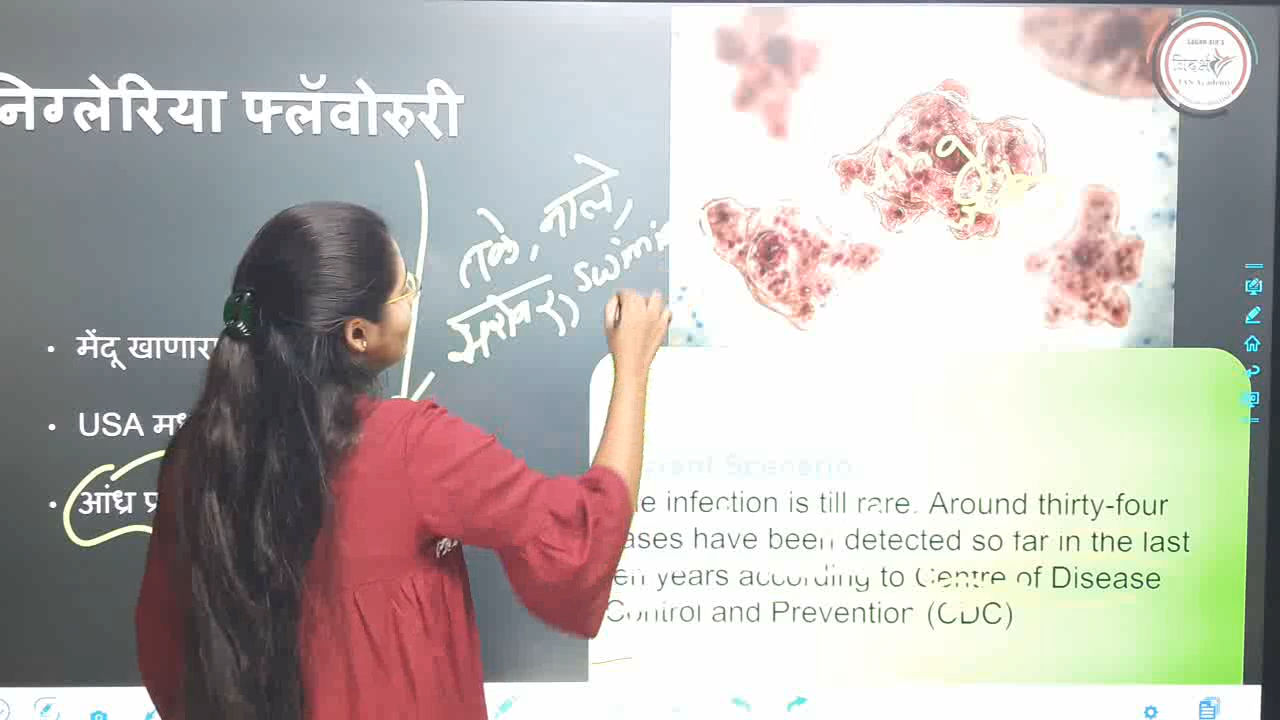 निग्लेरिया फ्लॅवोरुरी
तळे, नाले,
सरोवर, swimi
मेंदू खाणारा
USA मध
आंध्र प्र
infection is till rare. Around thirty-four
ases have been detected so far in the last
en years according to Centre of Disease
Control and Prevention (CDC)